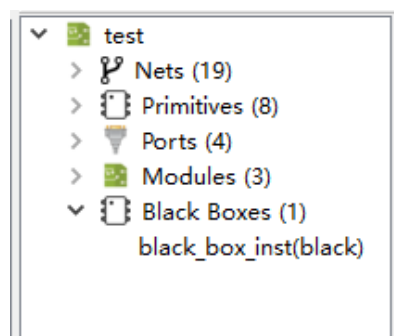 test
Nets (19)
Primitives (8)
Ports (4)
Modules (3)
Black Boxes (1)
black_box_inst(black)